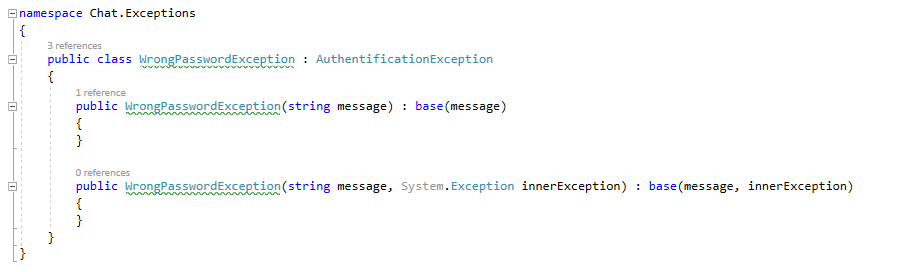 namespace Chat.Exceptions
{
3 references
public class WrongPasswordException : AuthentificationException
{
1 reference
public WrongPasswordException(string message) : base(message)
{
}
0 references
public WrongPasswordException(string message, System.Exception innerException) : base(message, innerException)
{
}
}
}